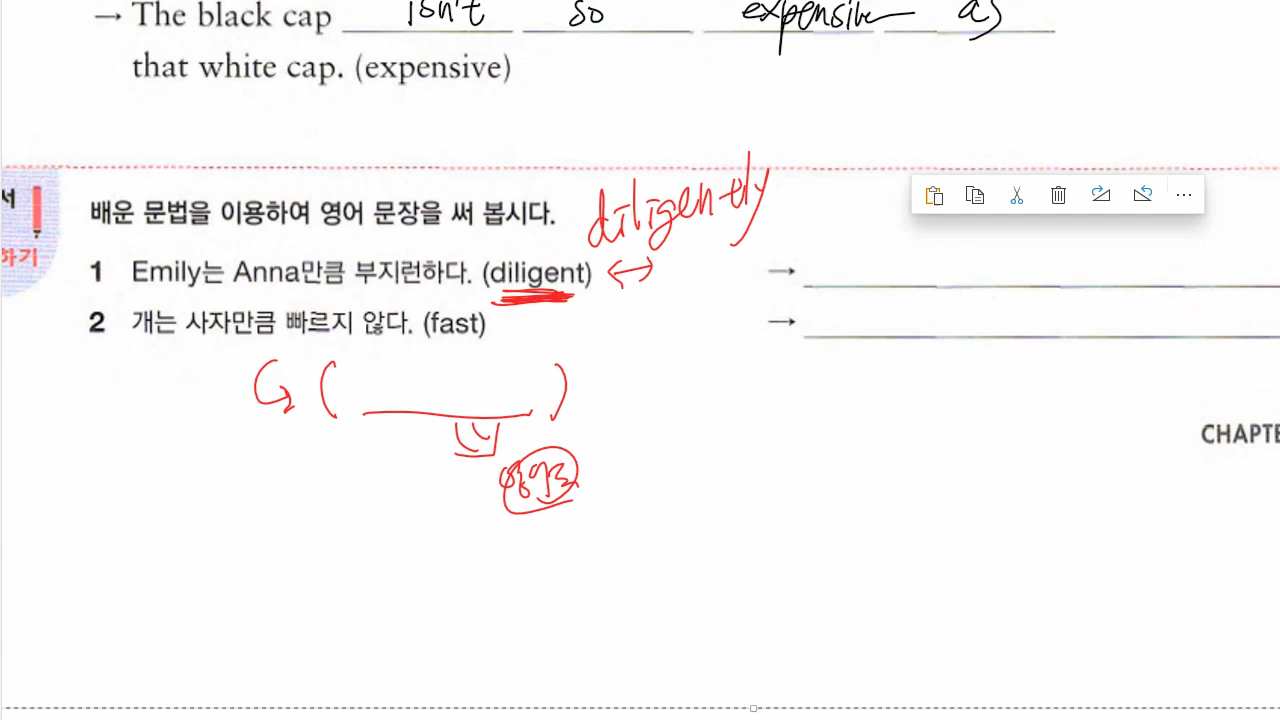 → The black cap isn't so expensive as
that white cap. (expensive)
서
하기
배운 문법을 이용하여 영어 문장을 써 봅시다. diligently
1 Emily는 Anna만큼 부지런하다. (diligent) ↔ →
2 개는 사자만큼 빠르지 않다. (fast) →
CHAPTE